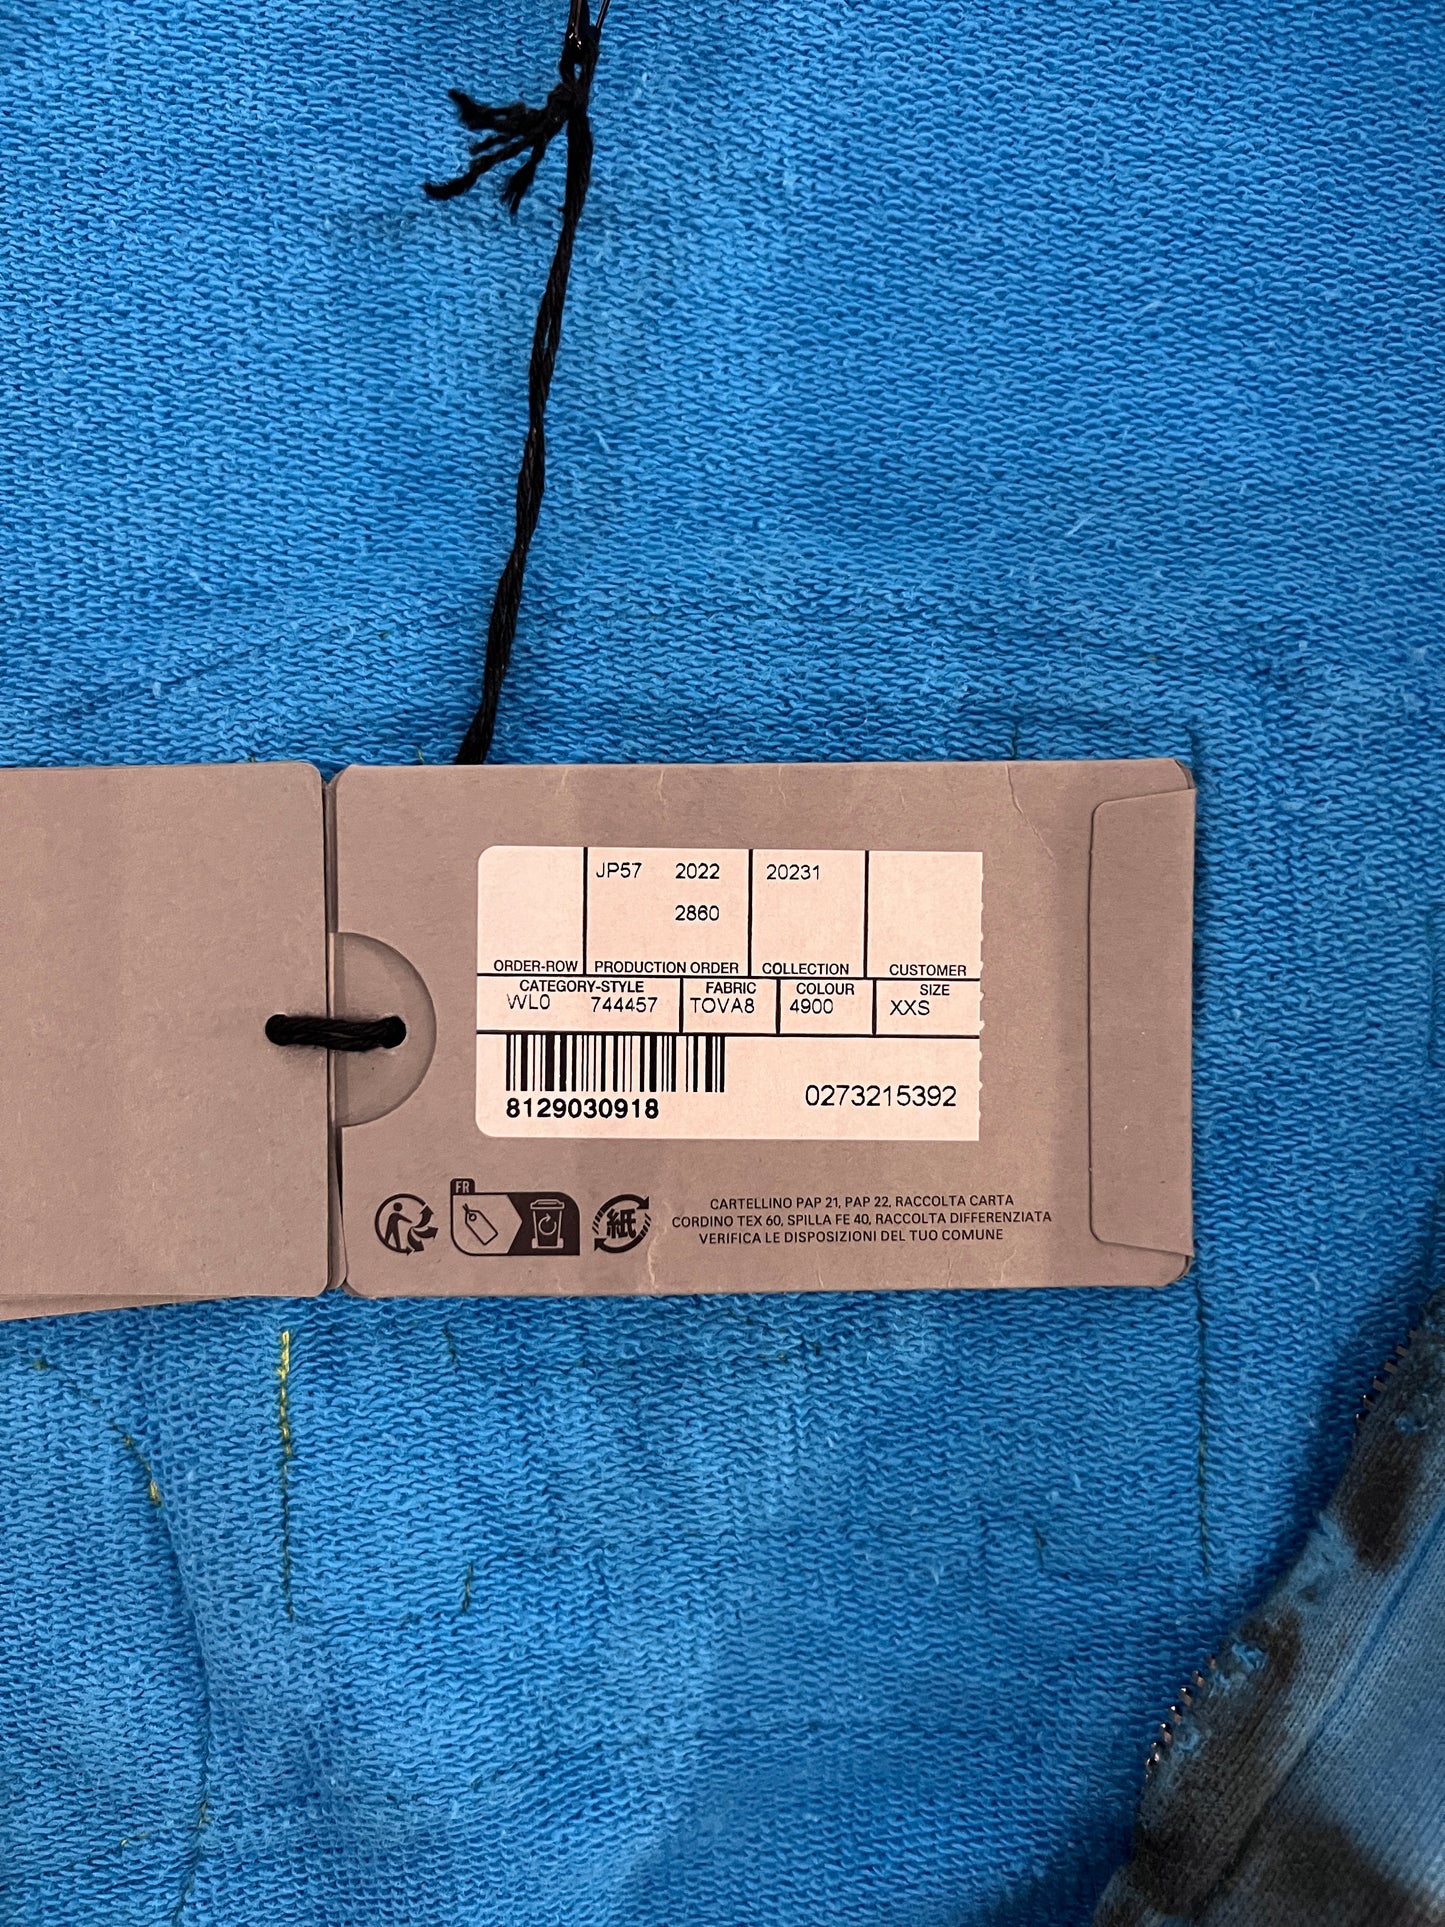 JP57 2022 20231
2860
ORDER-ROW PRODUCTION ORDER COLLECTION CUSTOMER
CATEGORY-STYLE FABRIC COLOUR SIZE
WL0 744457 TOVA8 4900 XXS
8129030918 0273215392
FR
紙
CARTELLINO PAP 21, PAP 22, RACCOLTA CARTA
CORDINO TEX 60, SPILLA FE 40, RACCOLTA DIFFERENZIATA
VERIFICA LE DISPOSIZIONI DEL TUO COMUNE